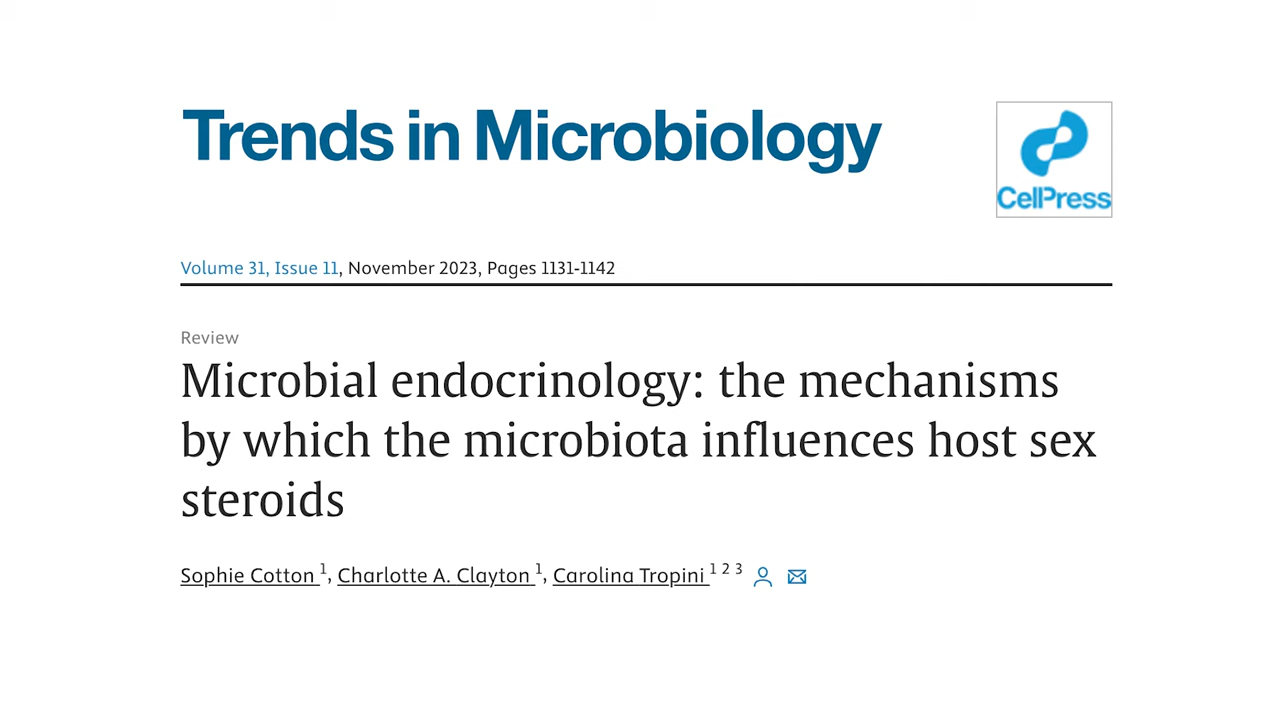 Trends in Microbiology
CellPress
Volume 31, Issue 11, November 2023, Pages 1131-1142
Review
Microbial endocrinology: the mechanisms
by which the microbiota influences host sex
steroids
Sophie Cotton 1, Charlotte A. Clayton 1, Carolina Tropini 1 2 3